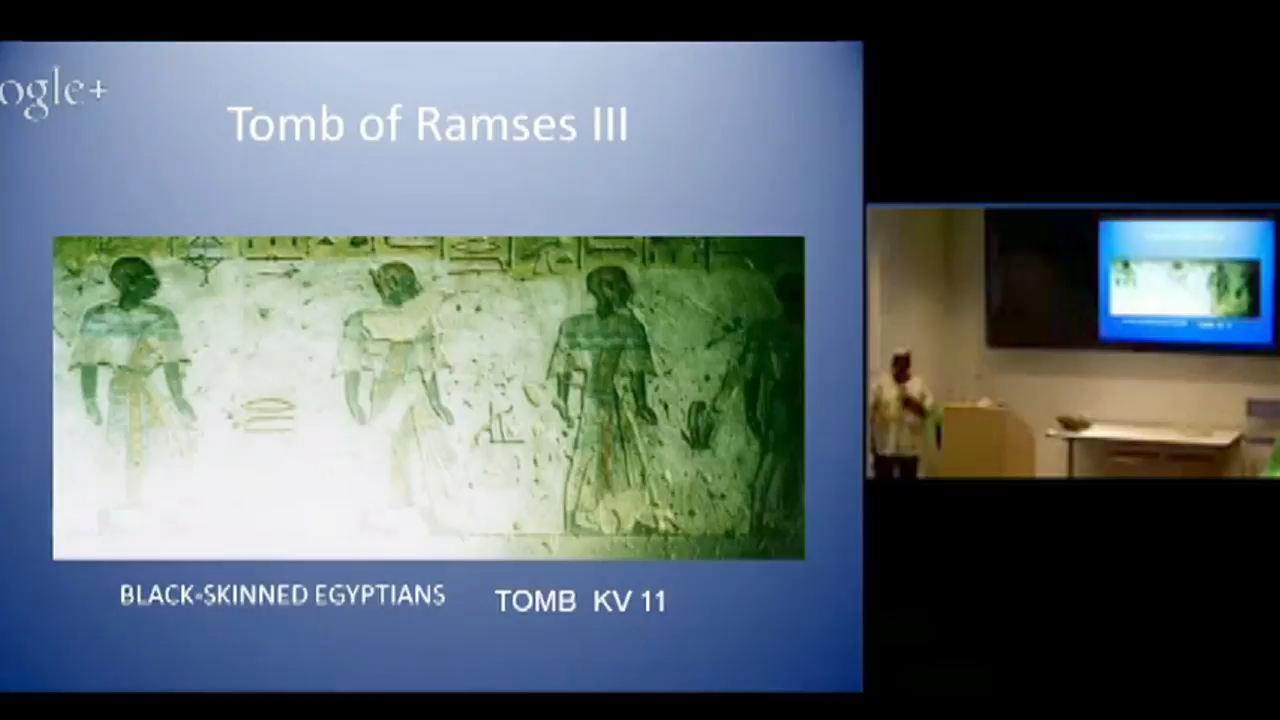 ogle+
Tomb of Ramses III
BLACK-SKINNED EGYPTIANS
TOMB KV 11